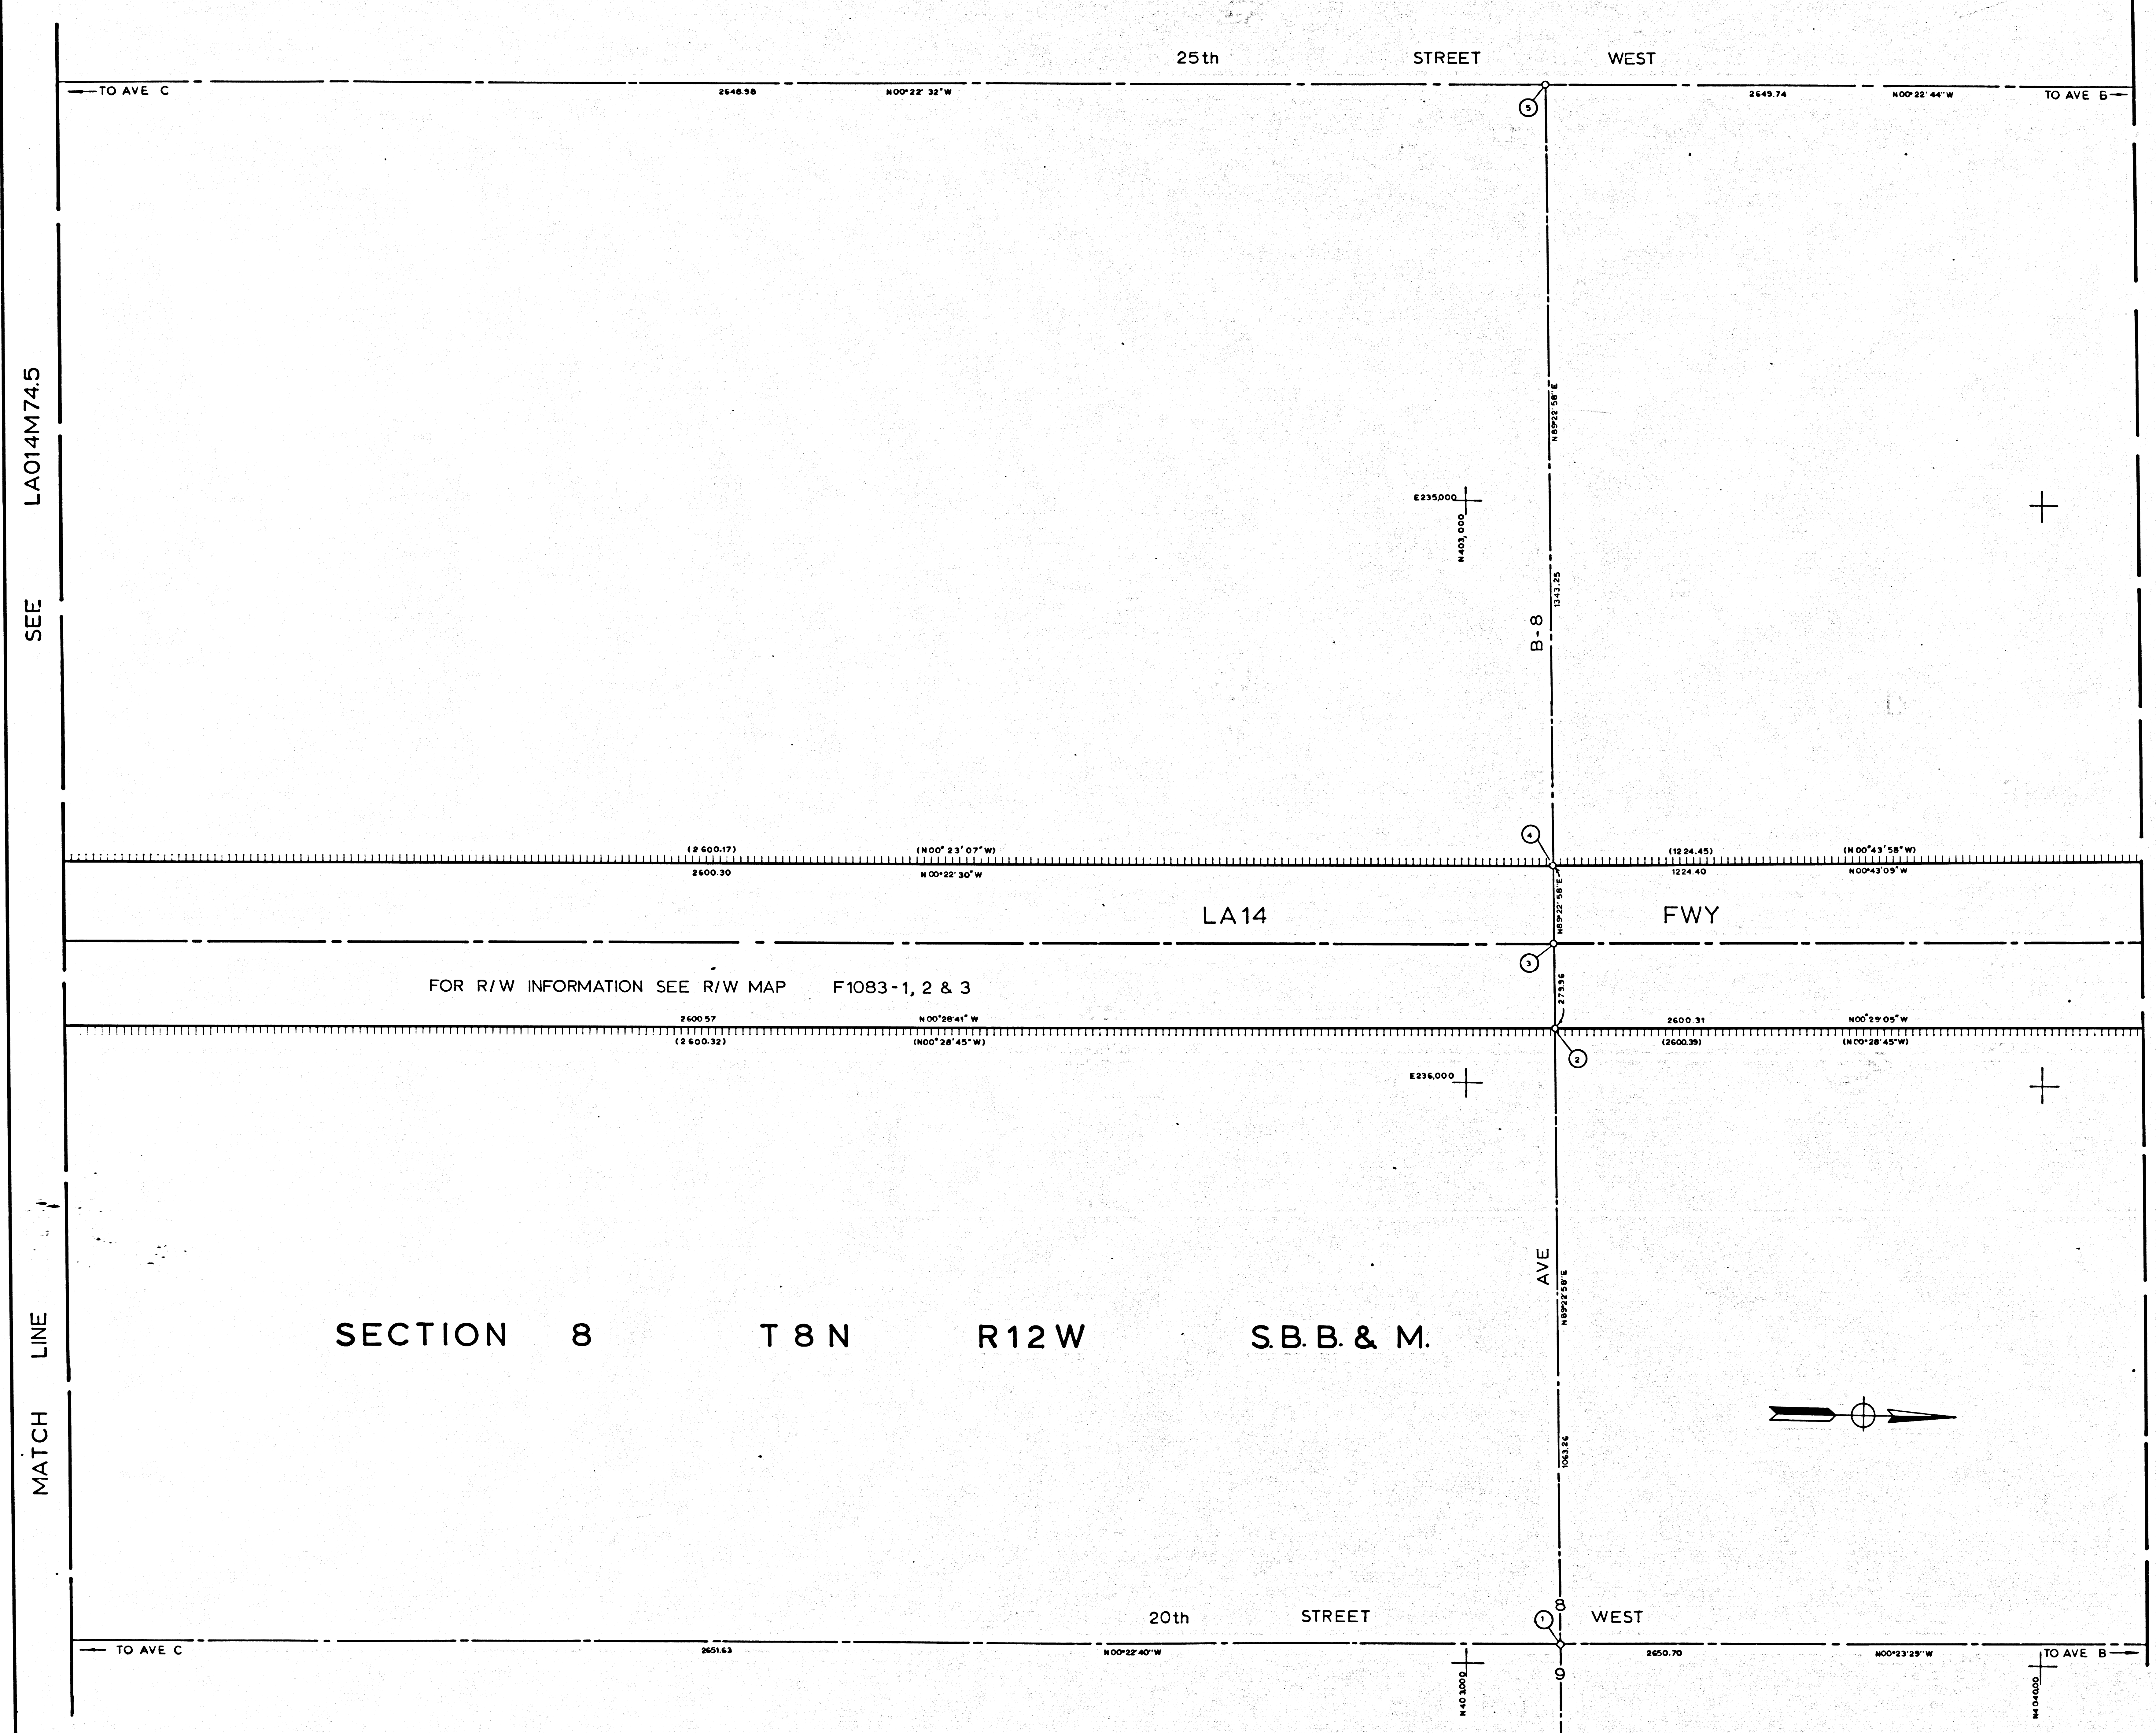 25th STREET WEST
TO AVE C 2648.98 N00°22'32"W 2649.74 N00°22'44"W TO AVE B
5
SEE LA014M74.5
N89°22'58"E
E235,000
N403,000
1343.25
B-8
4
(2600.17) (N00°23'07"W) (1224.45) (N00°43'58"W)
2600.30 N00°22'30"W 1224.40 N00°43'09"W
N89°22'58"E
LA14 FWY
3
FOR R/W INFORMATION SEE R/W MAP F1083-1, 2 & 3
279.96
2600.57 N00°28'41"W 2600.31 N00°29'05"W
(2600.32) (N00°28'45"W) (2600.39) (N00°28'45"W)
2
E236,000
AVE
N89°22'58"E
MATCH LINE
SECTION 8 T8N R12W S.B.B. & M.
1063.26
20th STREET WEST
8
1
TO AVE C 2651.63 N00°22'40"W 2650.70 N00°23'29"W TO AVE B
9
N403000
N404000